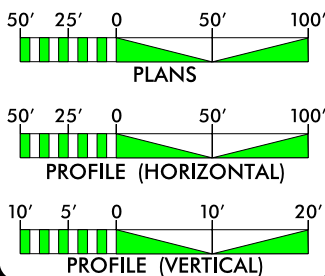 50' 25' 0 50' 100'
PLANS
50' 25' 0 50' 100'
PROFILE (HORIZONTAL)
10' 5' 0 10' 20'
PROFILE (VERTICAL)